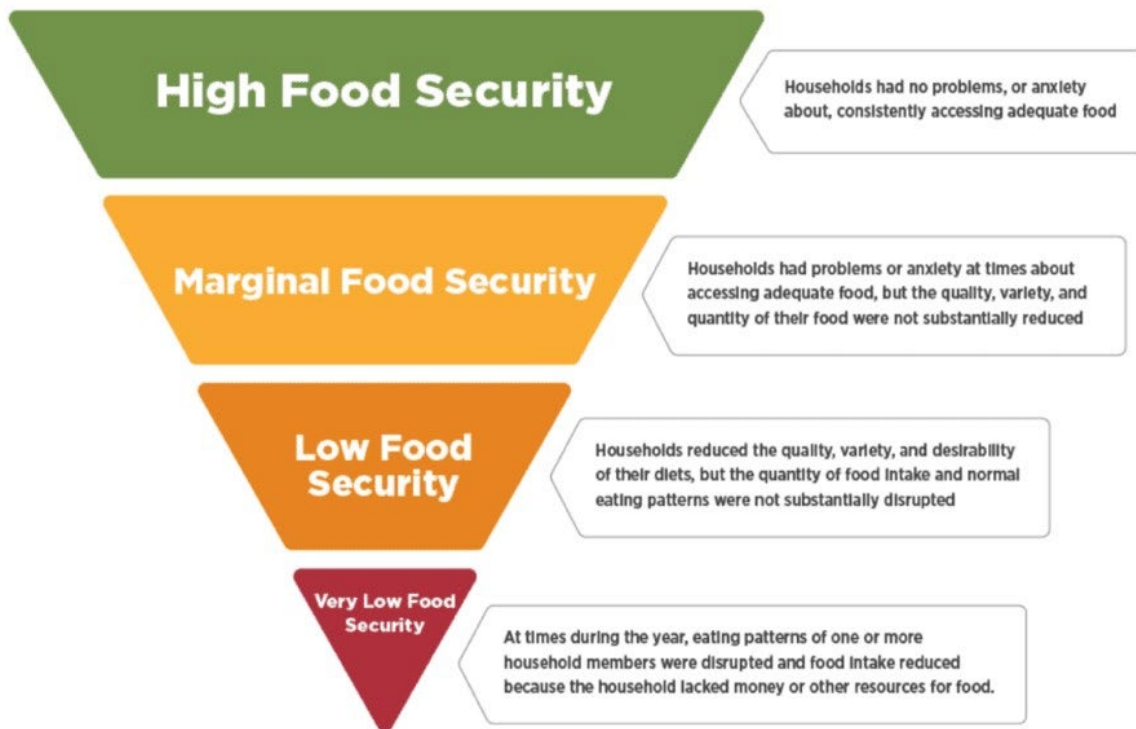 High Food Security
Households had no problems, or anxiety
about, consistently accessing adequate food
Marginal Food Security
Households had problems or anxiety at times about
accessing adequate food, but the quality, variety, and
quantity of their food were not substantially reduced
Low Food
Security
Households reduced the quality, variety, and desirability
of their diets, but the quantity of food intake and normal
eating patterns were not substantially disrupted
Very Low Food
Security
At times during the year, eating patterns of one or more
household members were disrupted and food intake reduced
because the household lacked money or other resources for food.